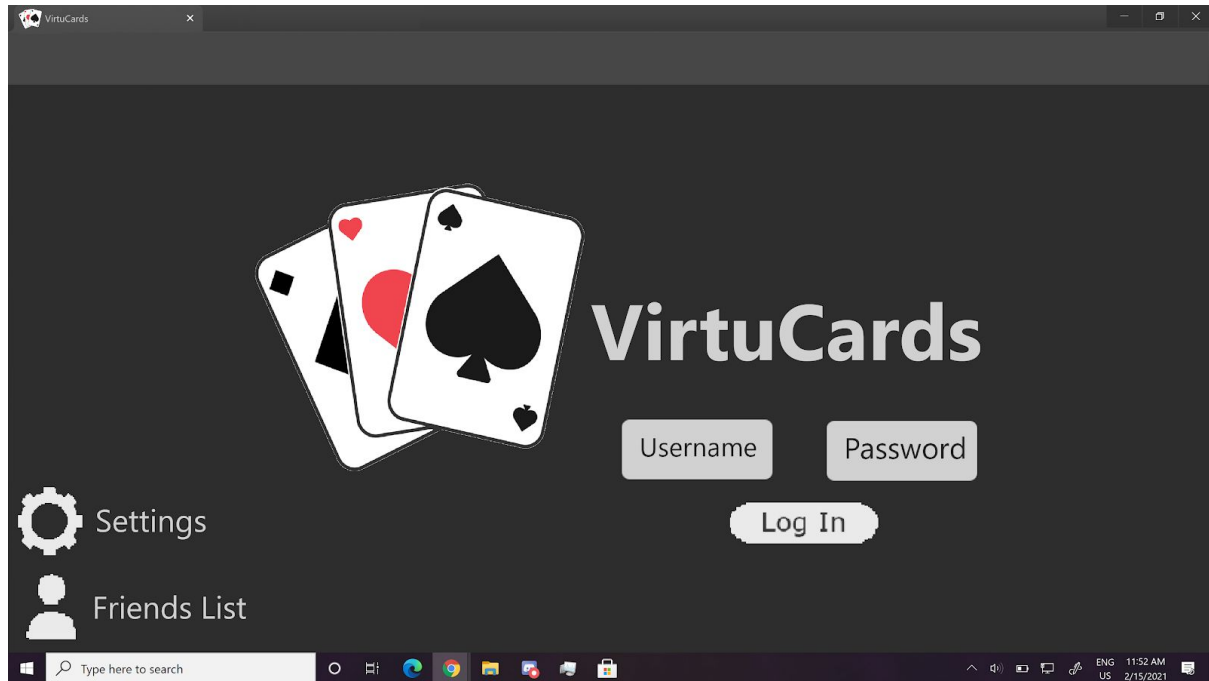 VirtuCards
VirtuCards
Username
Password
Log In
Settings
Friends List
Type here to search
ENG
US
11:52 AM
2/15/2021